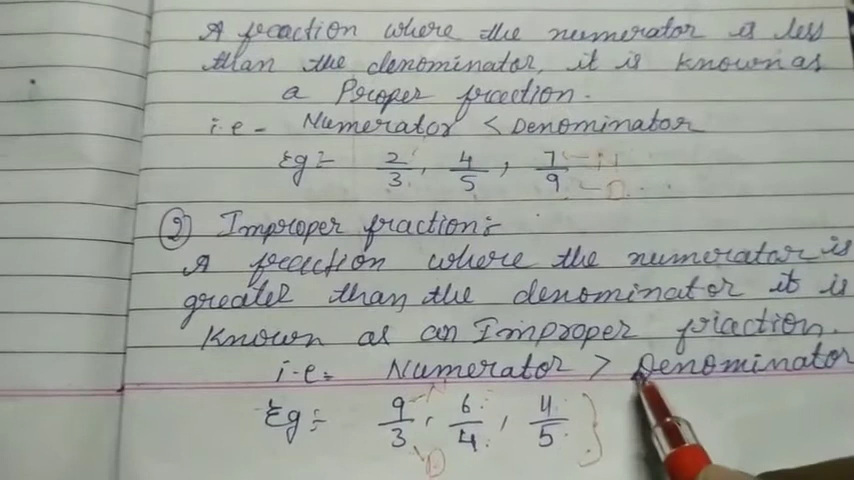 A fraction where the numerator is less
than the denominator, it is known as
a Proper fraction.
i.e - Numerator < Denominator
Eg:- 2/3, 4/5, 7/9 - N - D
② Improper fraction:
A fraction where the numerator is
greater than the denominator it is
known as an Improper friaction.
i.e= Numerator > Denominator
Eg:- 9/3, 6/4, 4/5 N D